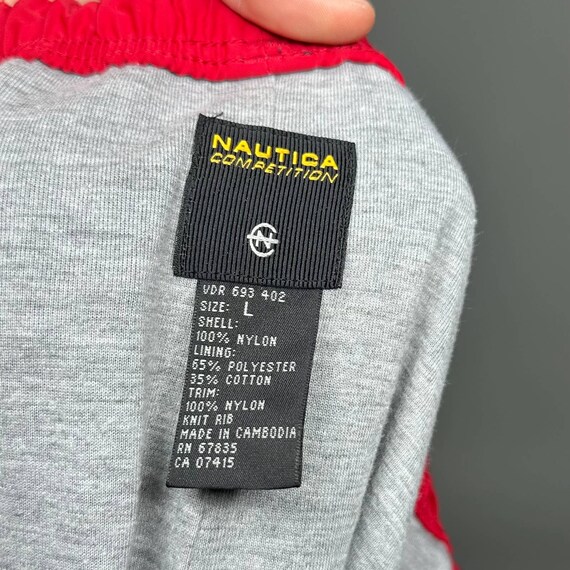 NAUTICA
COMPETITION
VDR 693 402
SIZE: L
SHELL:
100% NYLON
LINING:
65% POLYESTER
35% COTTON
TRIM:
100% NYLON
KNIT RIB
MADE IN CAMBODIA
RN 67835
CA 07415